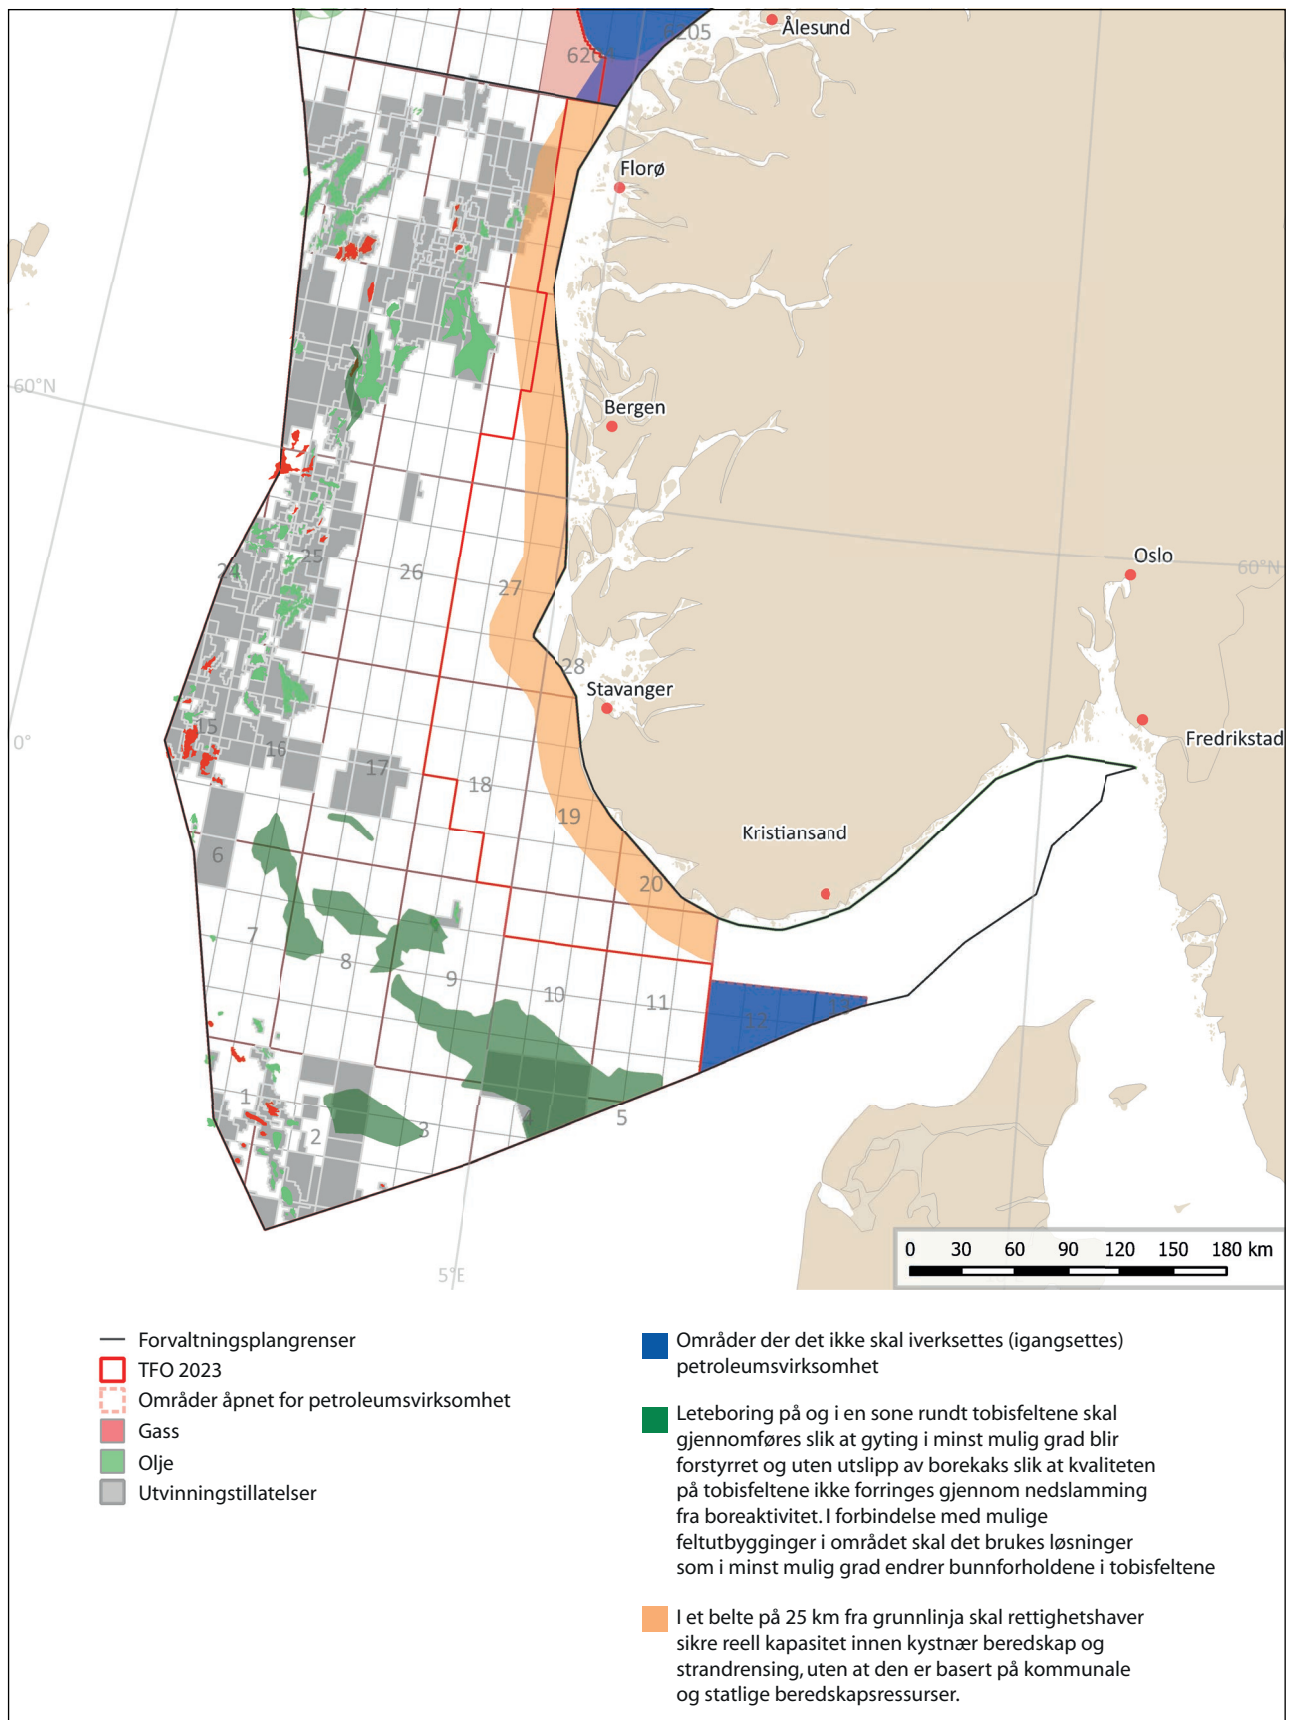 Ålesund
6205
620
Florø
60°N
Bergen
Oslo
60°N
25
24
26
27
28
Stavanger
Fredrikstad
0°
15
16
17
18
19
Kristiansand
6
20
7
8
9
10
11
12
13
1
2
3
4
5
5°E
0 30 60 90 120 150 180 km
Forvaltningsplangrenser
TFO 2023
Områder åpnet for petroleumsvirksomhet
Gass
Olje
Utvinningstillatelser
Områder der det ikke skal iverksettes (igangsettes)
petroleumsvirksomhet
Leteboring på og i en sone rundt tobisfeltene skal
gjennomføres slik at gyting i minst mulig grad blir
forstyrret og uten utslipp av borekaks slik at kvaliteten
på tobisfeltene ikke forringes gjennom nedslamming
fra boreaktivitet. I forbindelse med mulige
feltutbygginger i området skal det brukes løsninger
som i minst mulig grad endrer bunnforholdene i tobisfeltene
I et belte på 25 km fra grunnlinja skal rettighetshaver
sikre reell kapasitet innen kystnær beredskap og
strandrensing, uten at den er basert på kommunale
og statlige beredskapsressurser.